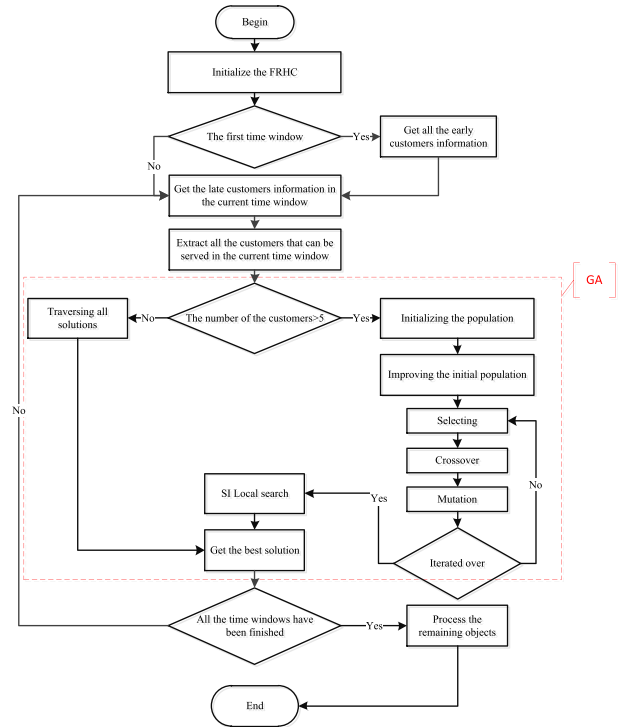 Begin
Initialize the FRHC
The first time window
Yes
Get all the early
customers information
No
Get the late customers information in
the current time window
Extract all the customers that can be
served in the current time window
GA
Traversing all
solutions
No
The number of the customers>5
Yes
Initializing the population
Improving the initial population
No
Selecting
Crossover
No
SI Local search
Yes
Mutation
Get the best solution
Iterated over
All the time windows have
been finished
Yes
Process the
remaining objects
End